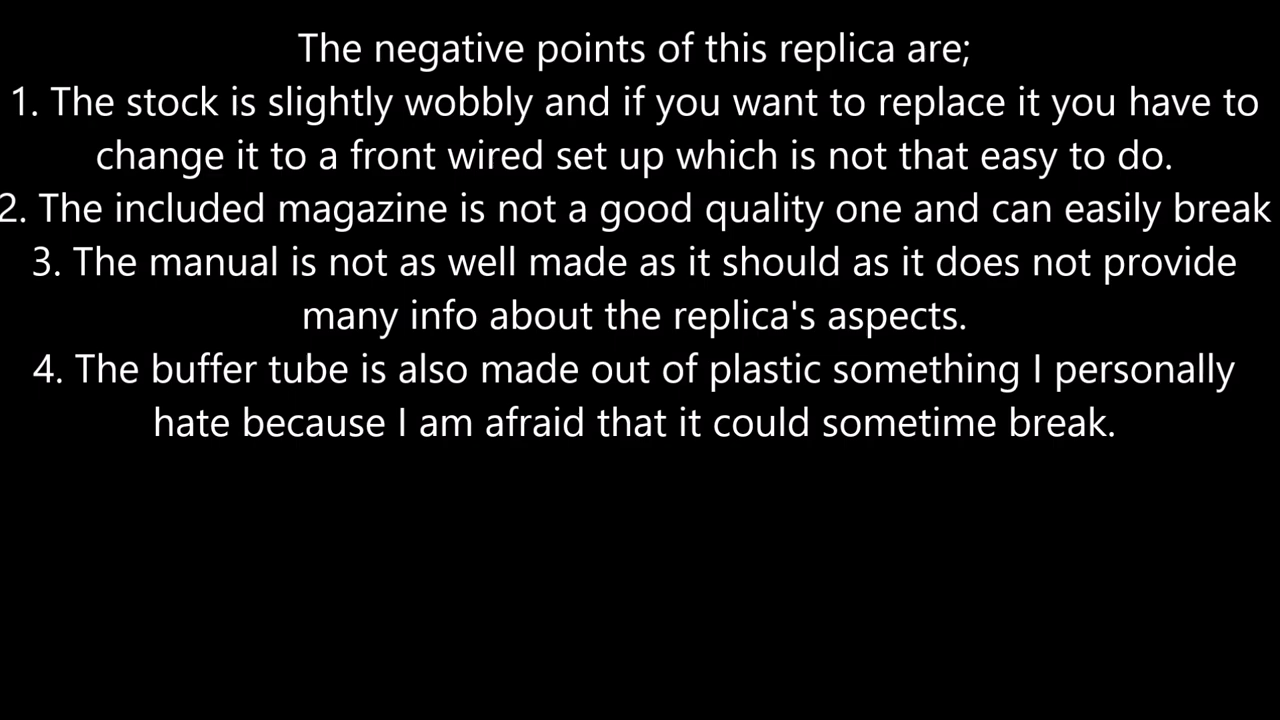 The negative points of this replica are;
1. The stock is slightly wobbly and if you want to replace it you have to
change it to a front wired set up which is not that easy to do.
2. The included magazine is not a good quality one and can easily break
3. The manual is not as well made as it should as it does not provide
many info about the replica's aspects.
4. The buffer tube is also made out of plastic something I personally
hate because I am afraid that it could sometime break.